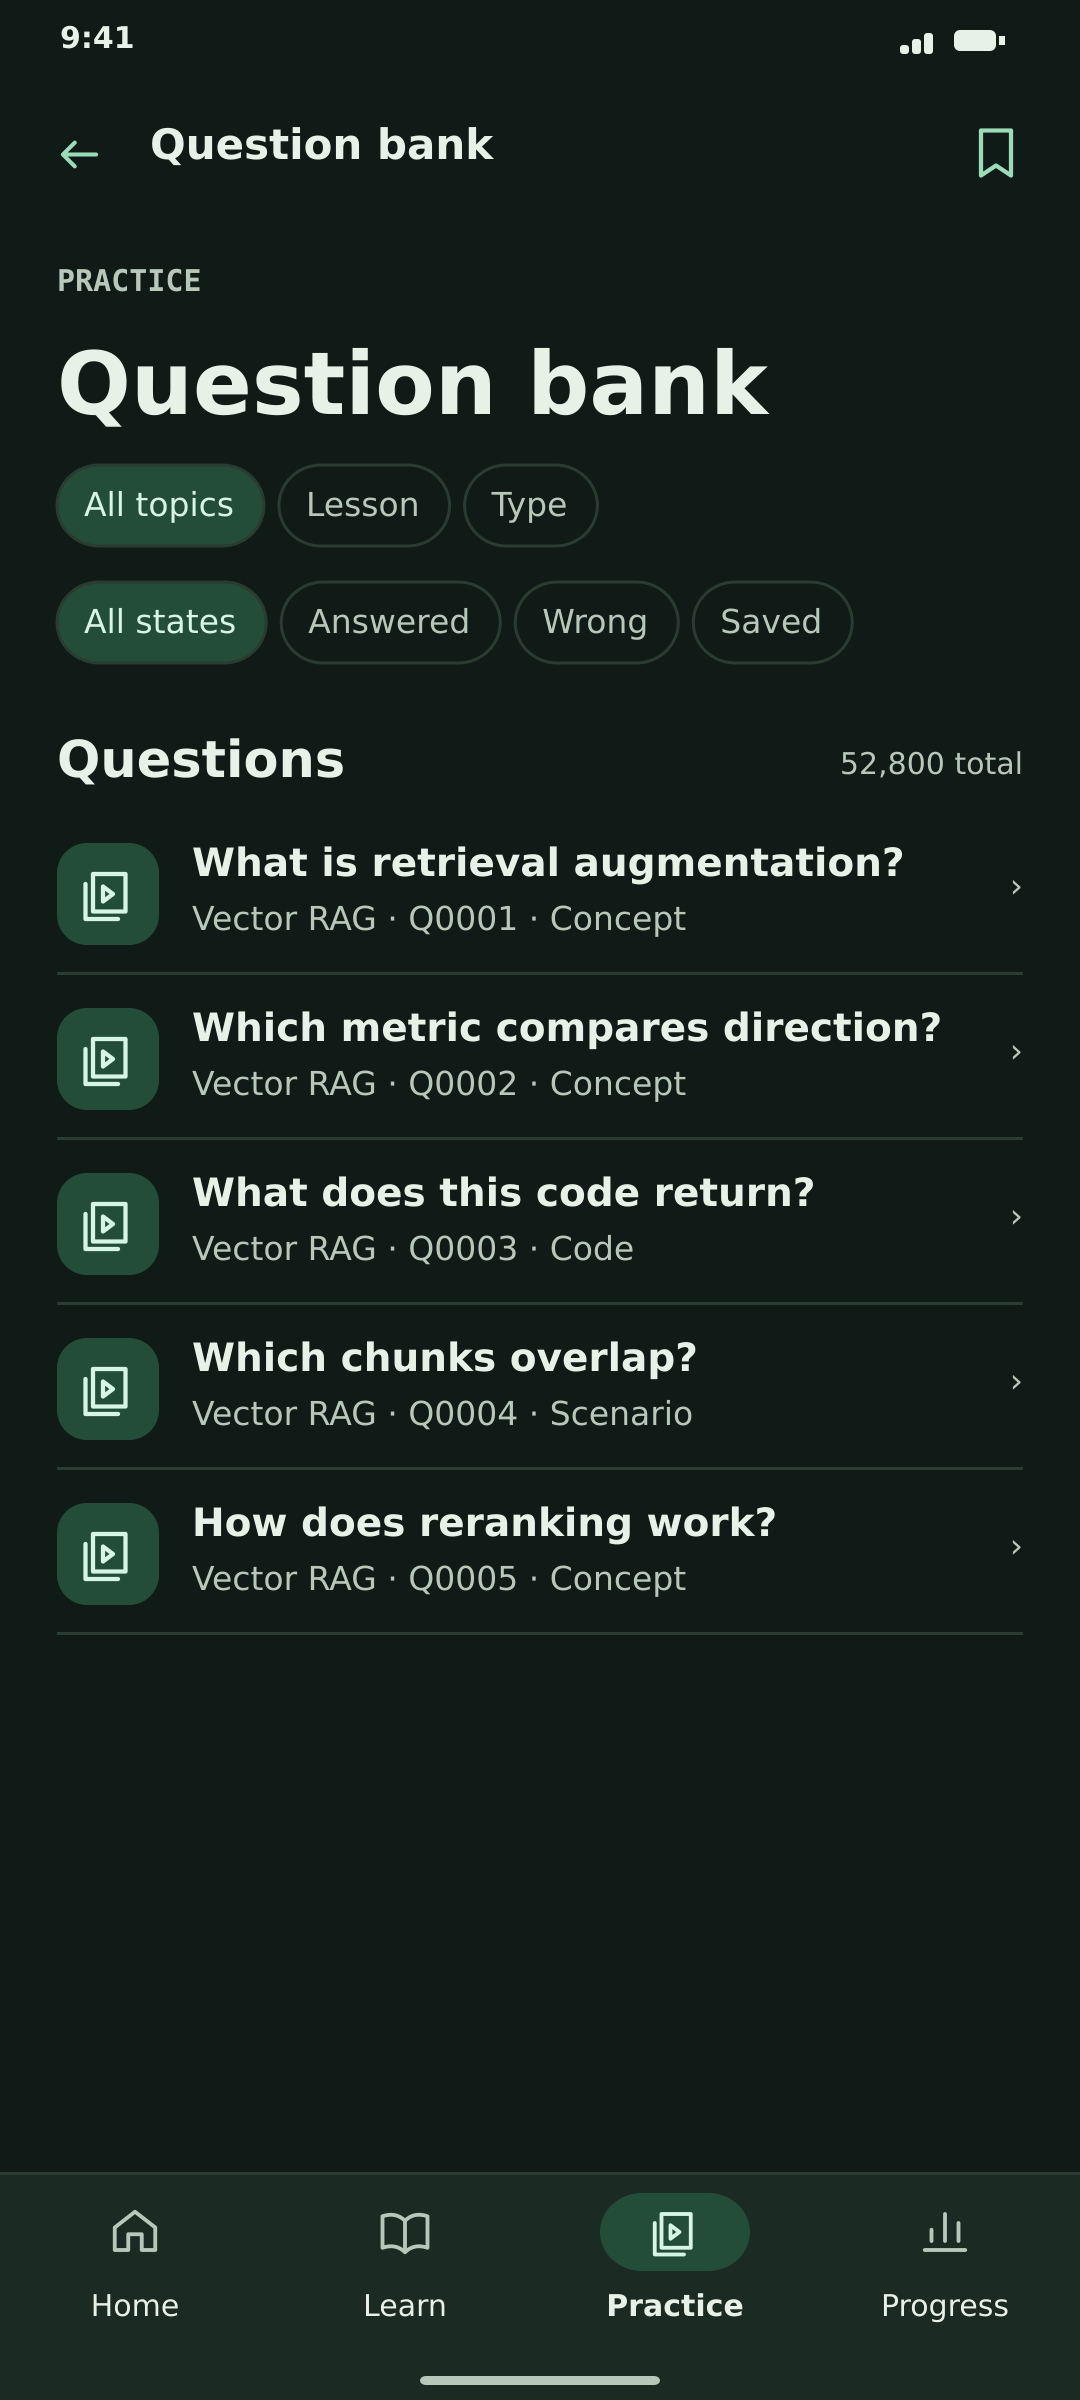 9:41
Question bank
PRACTICE
Question bank
All topics Lesson Type
All states Answered Wrong Saved
Questions 52,800 total
What is retrieval augmentation?
Vector RAG · Q0001 · Concept
›
Which metric compares direction?
Vector RAG · Q0002 · Concept
›
What does this code return?
Vector RAG · Q0003 · Code
›
Which chunks overlap?
Vector RAG · Q0004 · Scenario
›
How does reranking work?
Vector RAG · Q0005 · Concept
›
Home Learn Practice Progress